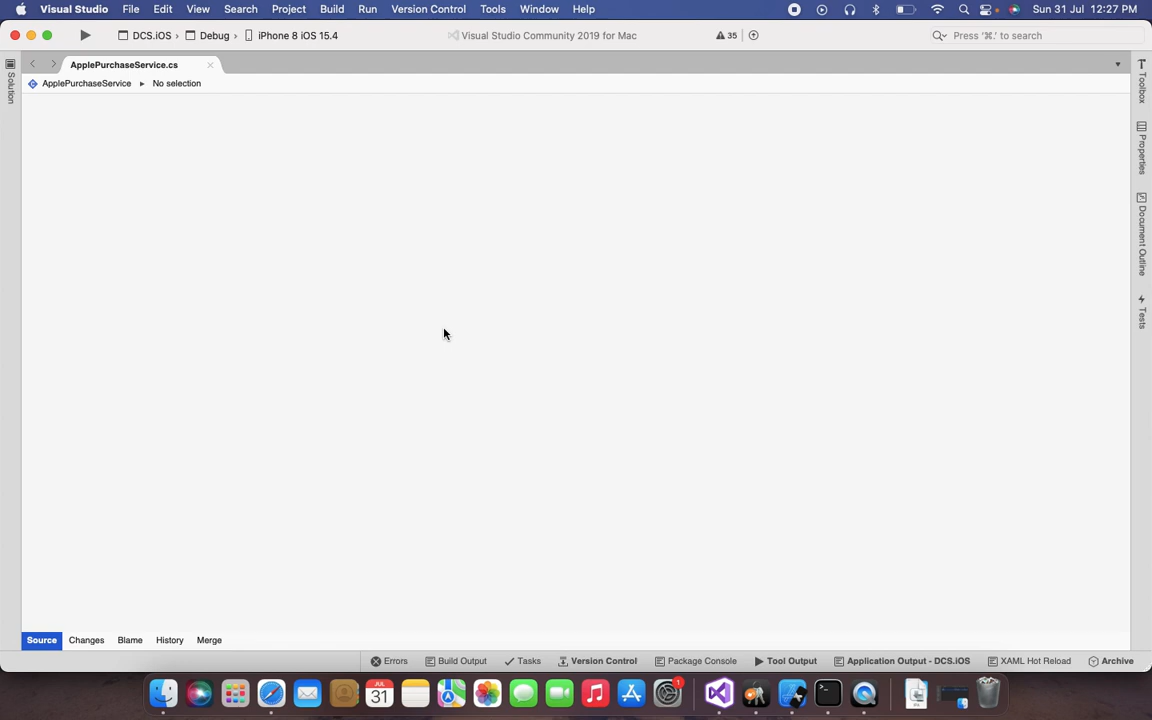 Visual Studio File Edit View Search Project Build Run Version Control Tools Window Help Sun 31 Jul 12:27 PM
DCS.iOS › Debug › iPhone 8 iOS 15.4 Visual Studio Community 2019 for Mac 35 Press '⌘.' to search
ApplePurchaseService.cs
ApplePurchaseService ▸ No selection
Solution
Toolbox
Properties
Document Outline
Tests
Source Changes Blame History Merge
Errors Build Output Tasks Version Control Package Console Tool Output Application Output - DCS.iOS XAML Hot Reload Archive
JUL
31
1